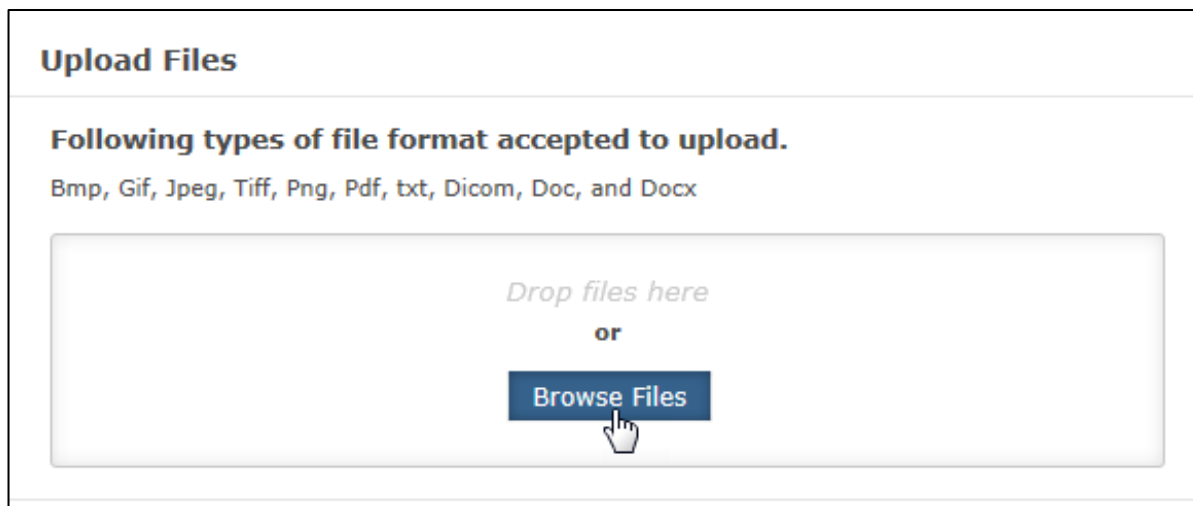 Upload Files
Following types of file format accepted to upload.
Bmp, Gif, Jpeg, Tiff, Png, Pdf, txt, Dicom, Doc, and Docx
Drop files here
or
Browse Files